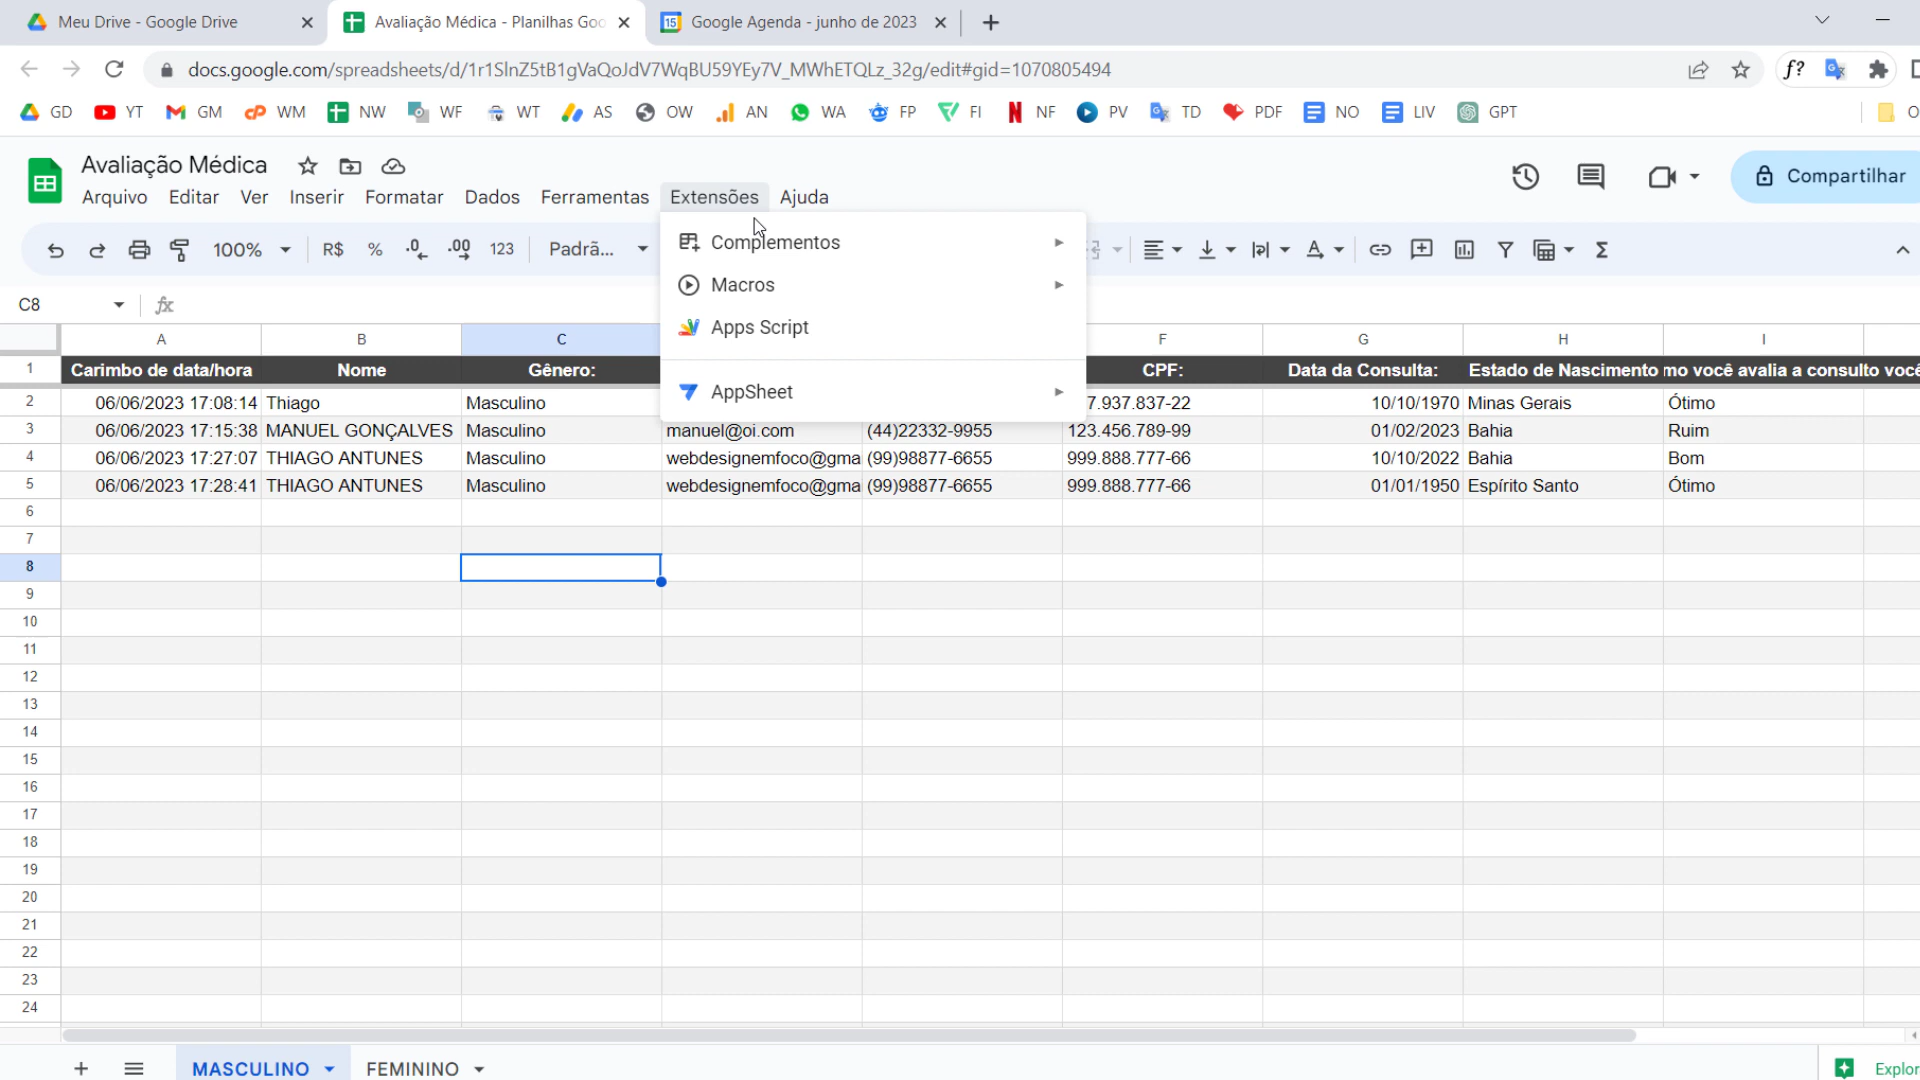 Meu Drive - Google Drive
Avaliação Médica - Planilhas Goo
Google Agenda - junho de 2023
docs.google.com/spreadsheets/d/1r1SlnZ5tB1gVaQoJdV7WqBU59YEy7V_MWhETQLz_32g/edit#gid=1070805494
f?
GD YT GM WM NW WF WT AS OW AN WA FP FI NF PV TD PDF NO LIV GPT
Avaliação Médica
Arquivo Editar Ver Inserir Formatar Dados Ferramentas Extensões Ajuda
Compartilhar
100% R$ % .0 .00 123 Padrã...
Complementos
Macros
Apps Script
AppSheet
C8 fx
A B C F G H I
1 Carimbo de data/hora Nome Gênero: CPF: Data da Consulta: Estado de Nascimento mo você avalia a consulto você
2 06/06/2023 17:08:14 Thiago Masculino 7.937.837-22 10/10/1970 Minas Gerais Ótimo
3 06/06/2023 17:15:38 MANUEL GONÇALVES Masculino manuel@oi.com (44)22332-9955 123.456.789-99 01/02/2023 Bahia Ruim
4 06/06/2023 17:27:07 THIAGO ANTUNES Masculino webdesignemfoco@gma (99)98877-6655 999.888.777-66 10/10/2022 Bahia Bom
5 06/06/2023 17:28:41 THIAGO ANTUNES Masculino webdesignemfoco@gma (99)98877-6655 999.888.777-66 01/01/1950 Espírito Santo Ótimo
6
7
8
9
10
11
12
13
14
15
16
17
18
19
20
21
22
23
24
MASCULINO FEMININO Explor